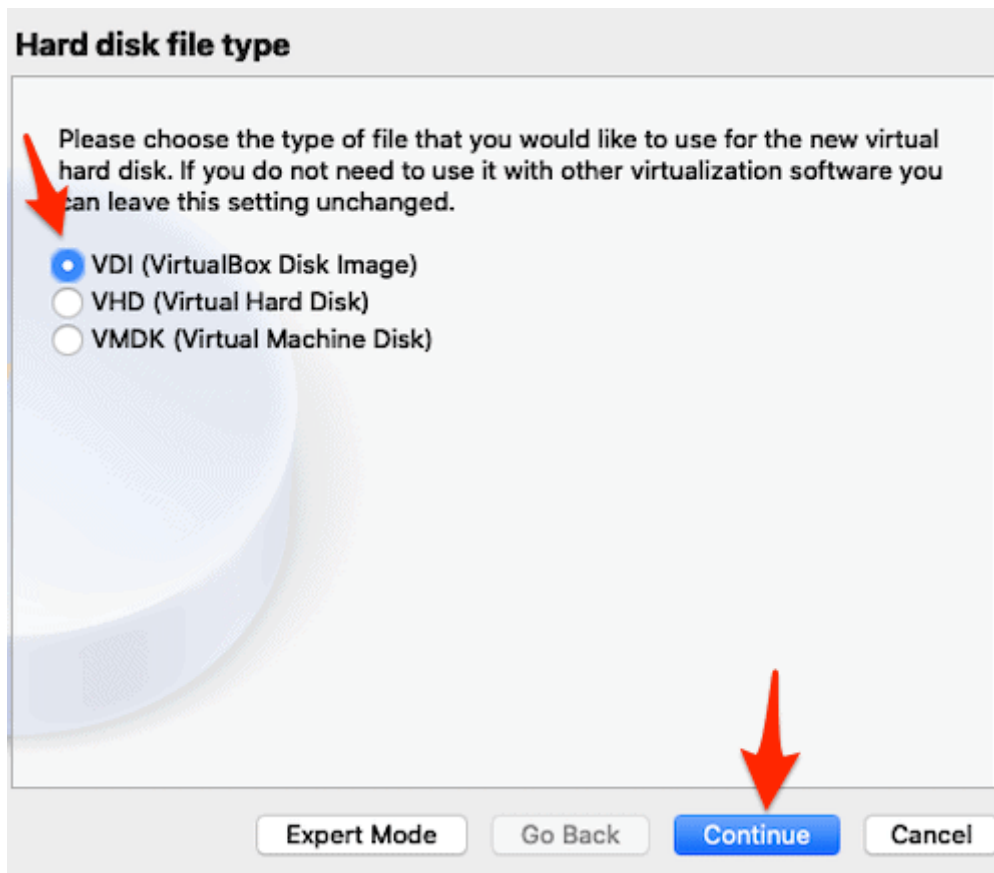 Hard disk file type
Please choose the type of file that you would like to use for the new virtual
hard disk. If you do not need to use it with other virtualization software you
can leave this setting unchanged.
VDI (VirtualBox Disk Image)
VHD (Virtual Hard Disk)
VMDK (Virtual Machine Disk)
Expert Mode Go Back Continue Cancel